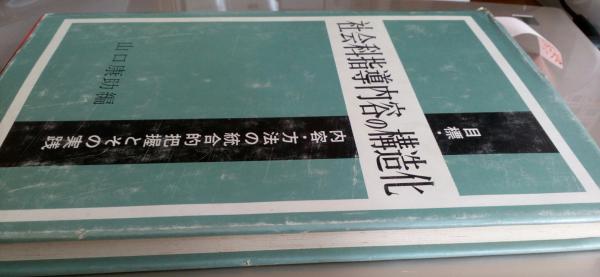 社会科指導内容の構造化
目標・
内容・方法の統合的把握とその実践
山口康助編